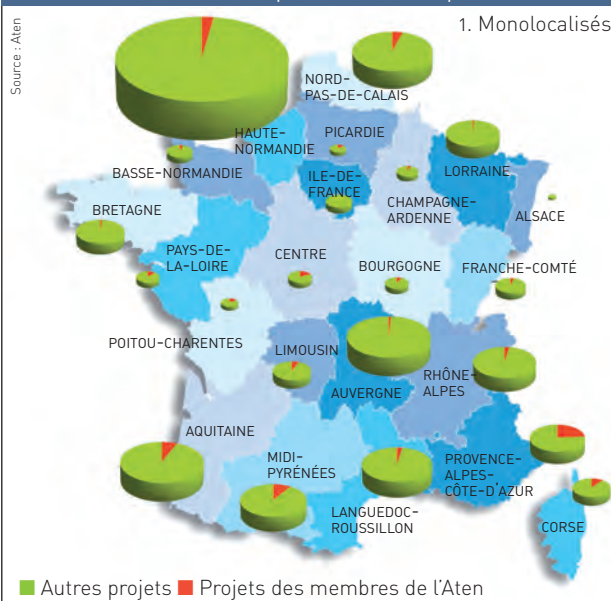 1. Monolocalisés
Source : Aten
NORD-
PAS-DE-CALAIS
HAUTE-
NORMANDIE
PICARDIE
BASSE-NORMANDIE
ILE-DE-
FRANCE
LORRAINE
CHAMPAGNE-
ARDENNE
ALSACE
BRETAGNE
PAYS-DE-
LA-LOIRE
CENTRE
BOURGOGNE
FRANCHE-COMTÉ
POITOU-CHARENTES
LIMOUSIN
AUVERGNE
RHÔNE-
ALPES
AQUITAINE
MIDI-
PYRÉNÉES
LANGUEDOC-
ROUSSILLON
PROVENCE-
ALPES-
CÔTE-D'AZUR
CORSE
Autres projets
Projets des membres de l'Aten